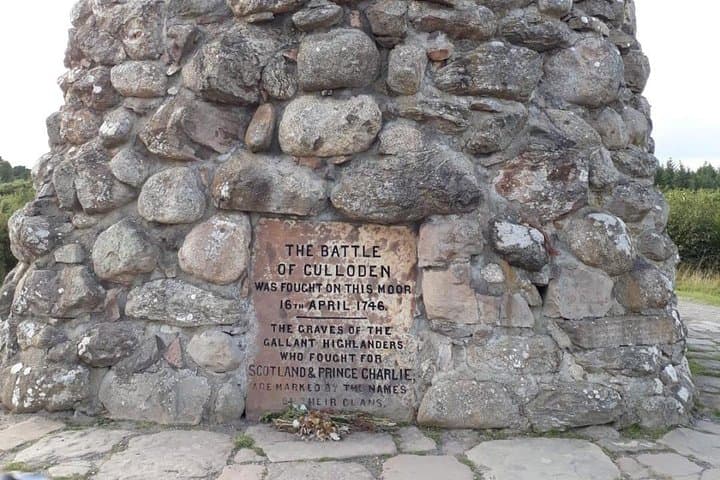 THE BATTLE
OF CULLODEN
WAS FOUGHT ON THIS MOOR
16TH APRIL 1746.
THE GRAVES OF THE
GALLANT HIGHLANDERS
WHO FOUGHT FOR
SCOTLAND & PRINCE CHARLIE,
ARE MARKED BY THE NAMES
OF THEIR CLANS.